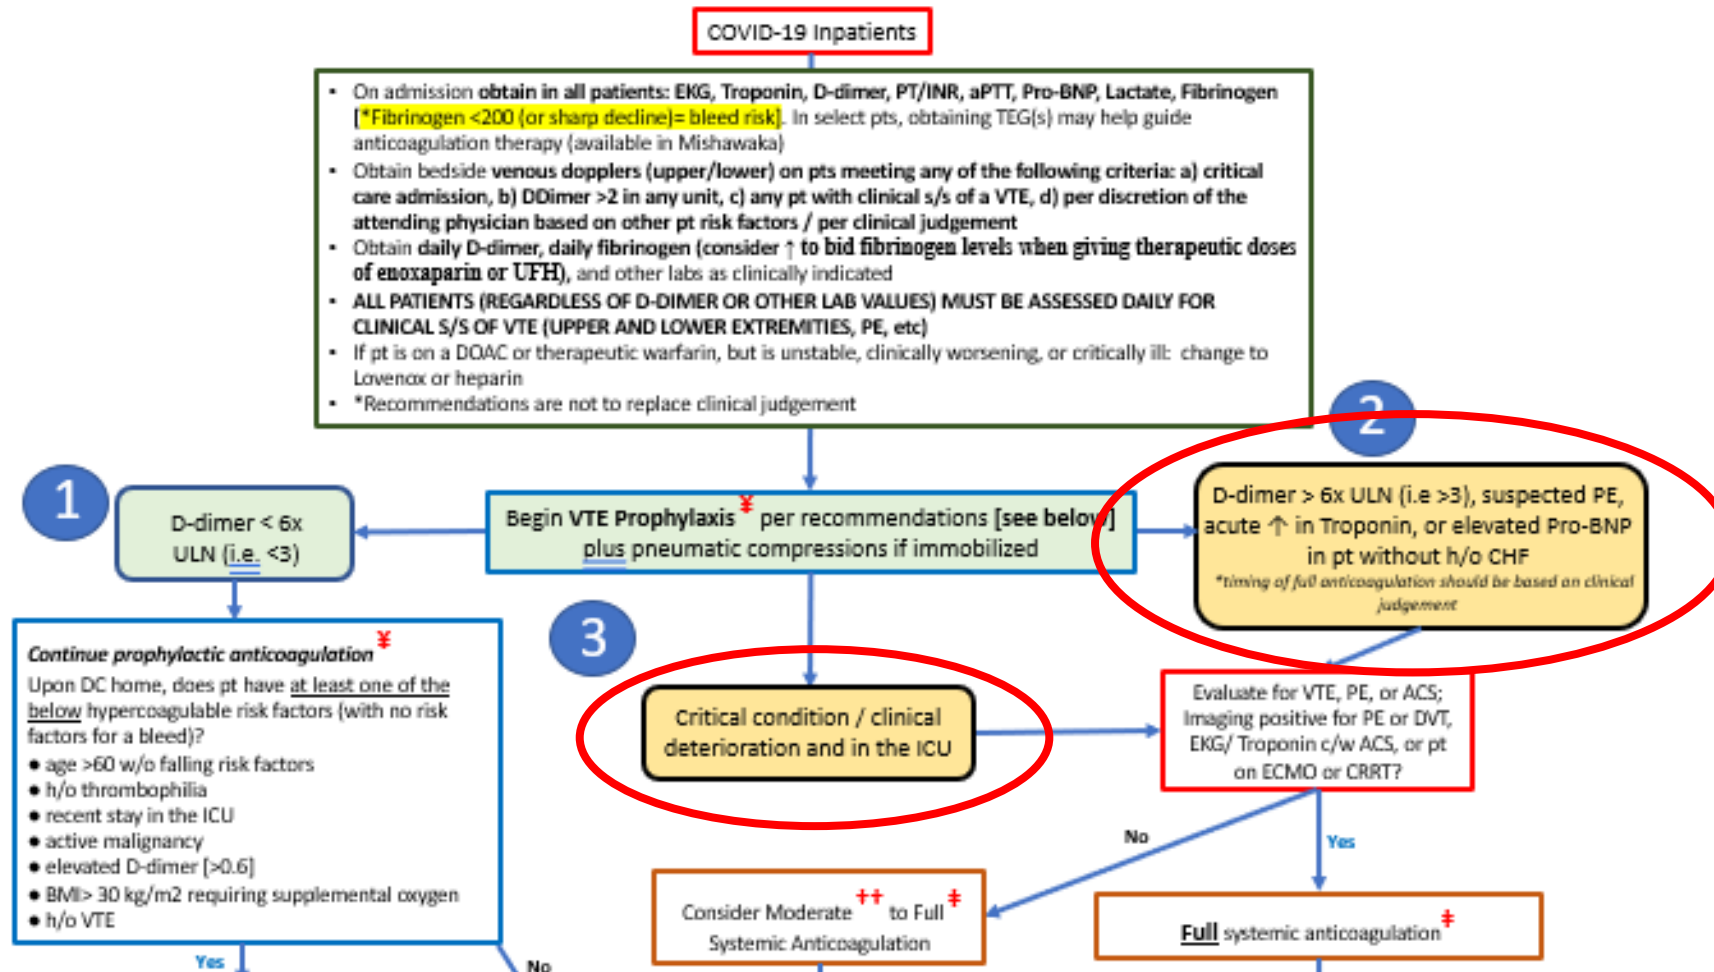 COVID-19 Inpatients
• On admission obtain in all patients: EKG, Troponin, D-dimer, PT/INR, aPTT, Pro-BNP, Lactate, Fibrinogen
[*Fibrinogen <200 (or sharp decline)= bleed risk]. In select pts, obtaining TEG(s) may help guide
anticoagulation therapy (available in Mishawaka)
• Obtain bedside venous dopplers (upper/lower) on pts meeting any of the following criteria: a) critical
care admission, b) DDimer >2 in any unit, c) any pt with clinical s/s of a VTE, d) per discretion of the
attending physician based on other pt risk factors / per clinical judgement
• Obtain daily D-dimer, daily fibrinogen (consider ↑ to bid fibrinogen levels when giving therapeutic doses
of enoxaparin or UFH), and other labs as clinically indicated
• ALL PATIENTS (REGARDLESS OF D-DIMER OR OTHER LAB VALUES) MUST BE ASSESSED DAILY FOR
CLINICAL S/S OF VTE (UPPER AND LOWER EXTREMITIES, PE, etc)
• If pt is on a DOAC or therapeutic warfarin, but is unstable, clinically worsening, or critically ill: change to
Lovenox or heparin
• *Recommendations are not to replace clinical judgement
1
D-dimer < 6x
ULN (i.e. <3)
Begin VTE Prophylaxis¥ per recommendations [see below]
plus pneumatic compressions if immobilized
2
D-dimer > 6x ULN (i.e >3), suspected PE,
acute ↑ in Troponin, or elevated Pro-BNP
in pt without h/o CHF
*timing of full anticoagulation should be based on clinical
judgement
Continue prophylactic anticoagulation¥
Upon DC home, does pt have at least one of the
below hypercoagulable risk factors (with no risk
factors for a bleed)?
● age >60 w/o falling risk factors
● h/o thrombophilia
● recent stay in the ICU
● active malignancy
● elevated D-dimer [>0.6]
● BMI> 30 kg/m2 requiring supplemental oxygen
● h/o VTE
Yes
No
3
Critical condition / clinical
deterioration and in the ICU
Evaluate for VTE, PE, or ACS;
Imaging positive for PE or DVT,
EKG/ Troponin c/w ACS, or pt
on ECMO or CRRT?
No
Yes
Consider Moderate†† to Full‡
Systemic Anticoagulation
Full systemic anticoagulation‡